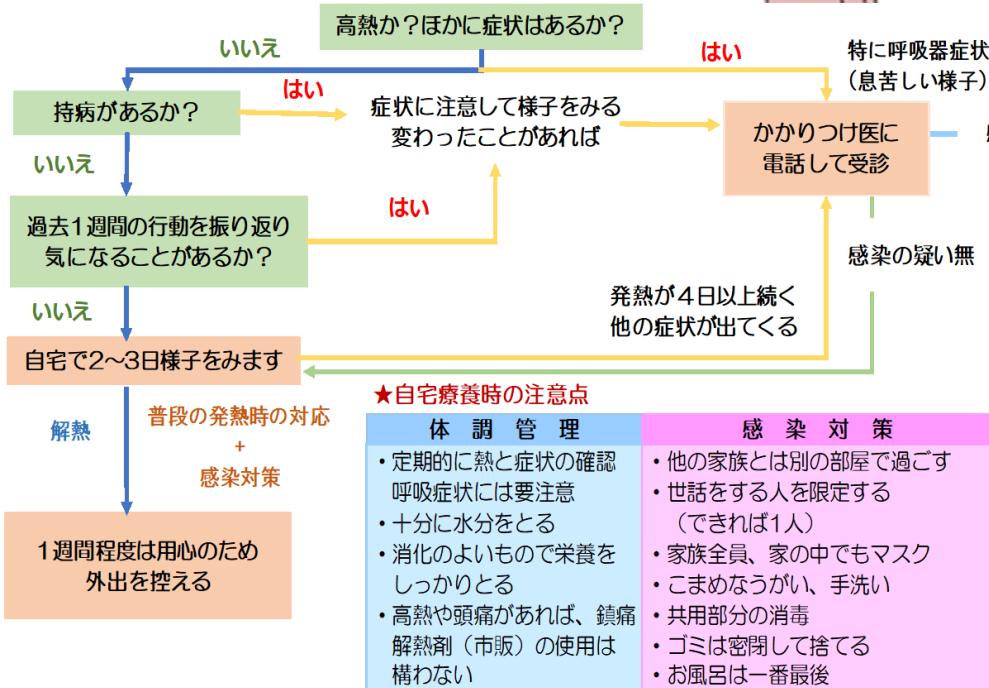 高熱か？ほかに症状はあるか？
いいえ
はい
特に呼吸器症状
（息苦しい様子）
持病があるか？
はい
症状に注意して様子をみる
変わったことがあれば
かかりつけ医に
電話して受診
いいえ
過去１週間の行動を振り返り
気になることがあるか？
はい
感染の疑い無
いいえ
発熱が４日以上続く
他の症状が出てくる
自宅で2～3日様子をみます
解熱
普段の発熱時の対応
+
感染対策
1週間程度は用心のため
外出を控える
★自宅療養時の注意点
体調管理
・定期的に熱と症状の確認
呼吸症状には要注意
・十分に水分をとる
・消化のよいもので栄養を
しっかりとる
・高熱や頭痛があれば、鎮痛
解熱剤（市販）の使用は
構わない
感染対策
・他の家族とは別の部屋で過ごす
・世話をする人を限定する
（できれば1人）
・家族全員、家の中でもマスク
・こまめなうがい、手洗い
・共用部分の消毒
・ゴミは密閉して捨てる
・お風呂は一番最後